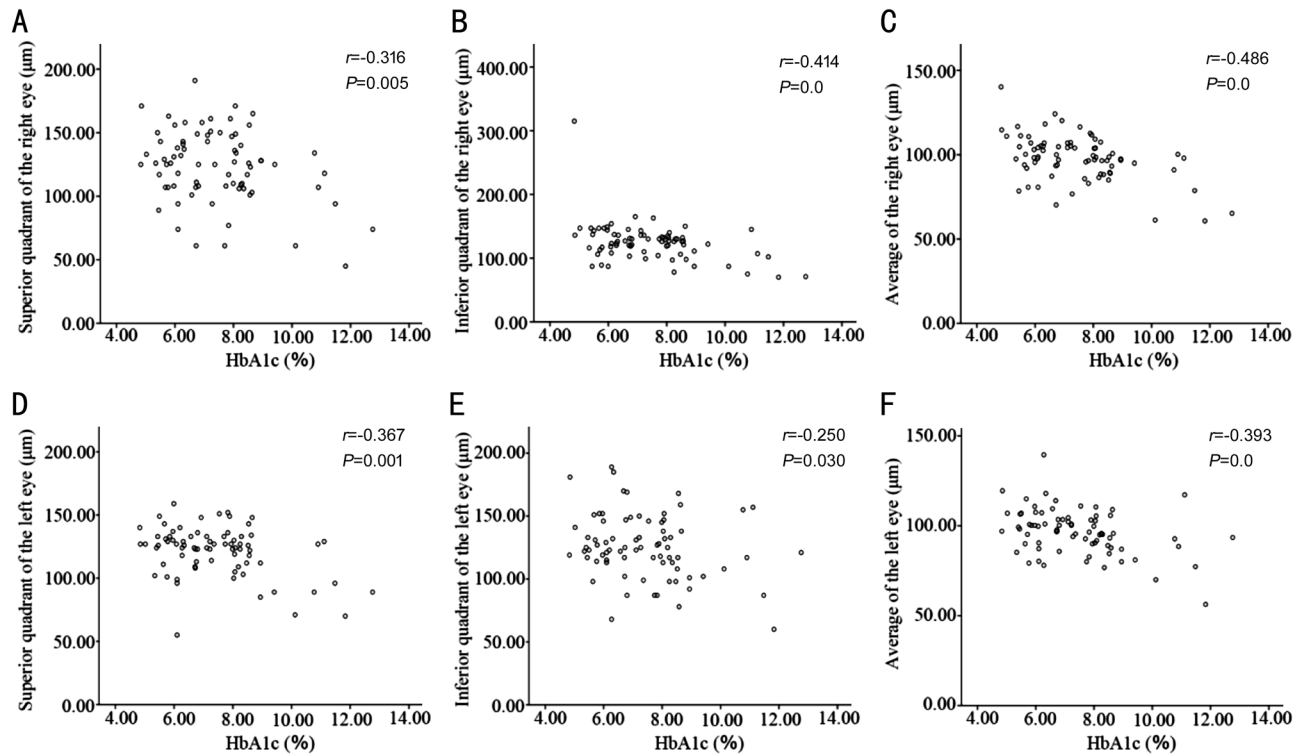 A
Superior quadrant of the right eye (μm)
200.00
150.00
100.00
50.00
0.00
4.00 6.00 8.00 10.00 12.00 14.00
HbA1c (%)
r=-0.316
P=0.005
B
Inferior quadrant of the right eye (μm)
400.00
300.00
200.00
100.00
0.00
4.00 6.00 8.00 10.00 12.00 14.00
HbA1c (%)
r=-0.414
P=0.0
C
Average of the right eye (μm)
150.00
100.00
50.00
0.00
4.00 6.00 8.00 10.00 12.00 14.00
HbA1c (%)
r=-0.486
P=0.0
D
Superior quadrant of the left eye (μm)
200.00
150.00
100.00
50.00
0.00
4.00 6.00 8.00 10.00 12.00 14.00
HbA1c (%)
r=-0.367
P=0.001
E
Inferior quadrant of the left eye (μm)
200.00
150.00
100.00
50.00
0.00
4.00 6.00 8.00 10.00 12.00 14.00
HbA1c (%)
r=-0.250
P=0.030
F
Average of the left eye (μm)
150.00
100.00
50.00
0.00
4.00 6.00 8.00 10.00 12.00 14.00
HbA1c (%)
r=-0.393
P=0.0